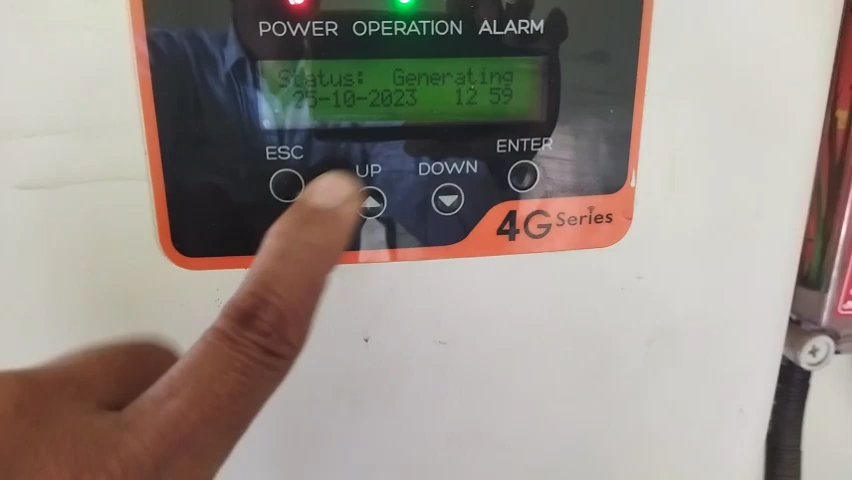 POWER OPERATION ALARM
Status: Generating
25-10-2023 12 59
ESC
UP
DOWN
ENTER
4G Series